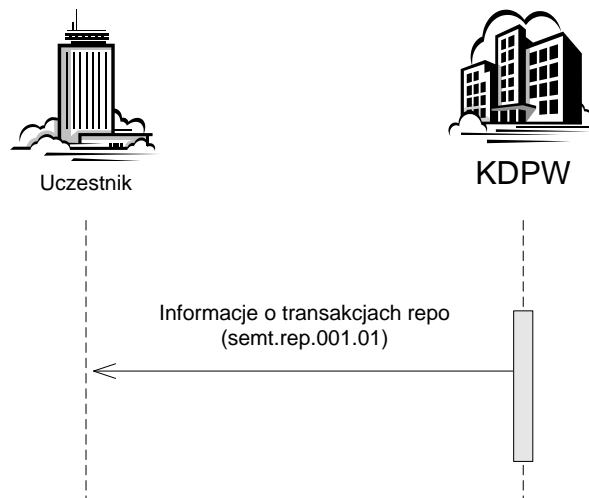 Uczestnik
KDPW
Informacje o transakcjach repo
(semt.rep.001.01)